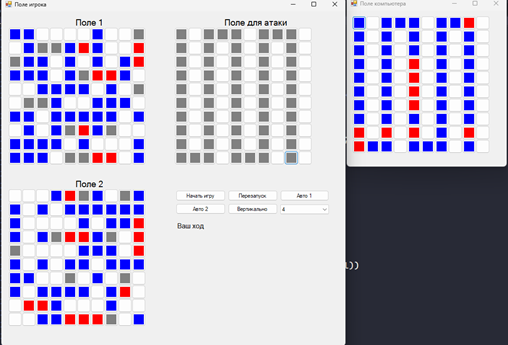 Поле игрока
Поле компьютера
Поле 1
Поле для атаки
Поле 2
Начать игру
Перезапуск
Авто 1
Авто 2
Вертикально
4
Ваш ход
))